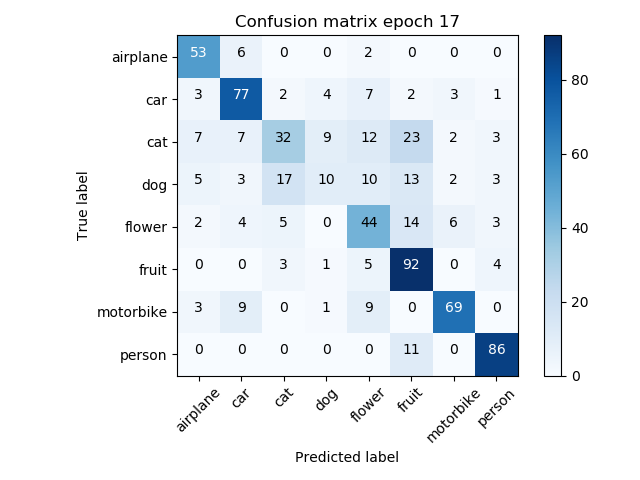 Confusion matrix epoch 17
airplane 53 6 0 0 2 0 0 0
car 3 77 2 4 7 2 3 1
cat 7 7 32 9 12 23 2 3
dog 5 3 17 10 10 13 2 3
flower 2 4 5 0 44 14 6 3
fruit 0 0 3 1 5 92 0 4
motorbike 3 9 0 1 9 0 69 0
person 0 0 0 0 0 11 0 86
airplane car cat dog flower fruit motorbike person
Predicted label
True label
80
60
40
20
0